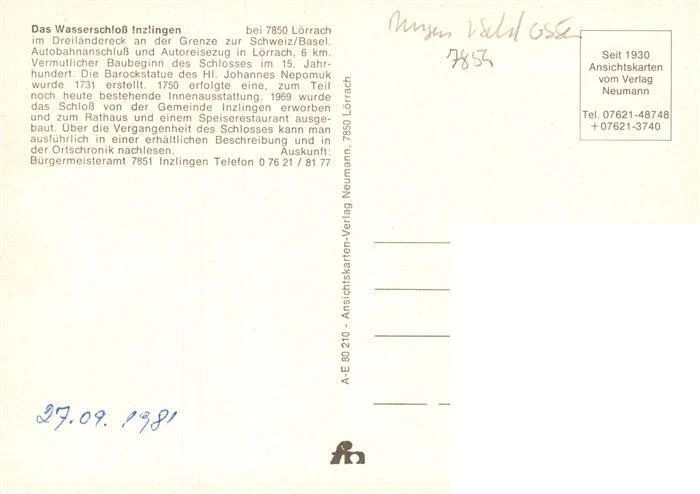 Das Wasserschloß Inzlingen bei 7850 Lörrach
im Dreiländereck an der Grenze zur Schweiz/Basel.
Autobahnanschluß und Autoreisezug in Lörrach, 6 km.
Vermutlicher Baubeginn des Schlosses im 15. Jahr-
hundert. Die Barockstatue des Hl. Johannes Nepomuk
wurde 1731 erstellt. 1750 erfolgte eine, zum Teil
noch heute bestehende Innenausstattung. 1969 wurde
das Schloß von der Gemeinde Inzlingen erworben
und zum Rathaus und einem Speiserestaurant ausge-
baut. Über die Vergangenheit des Schlosses kann man
ausführlich in einer erhältlichen Beschreibung und in
der Ortschronik nachlesen. Auskunft:
Bürgermeisteramt 7851 Inzlingen Telefon 0 76 21 / 81 77
27.09.1981
A-E 80 210 - Ansichtskarten-Verlag Neumann, 7850 Lörrach
fn
785
Seit 1930
Ansichtskarten
vom Verlag
Neumann
Tel. 07621-48748
+ 07621-3740